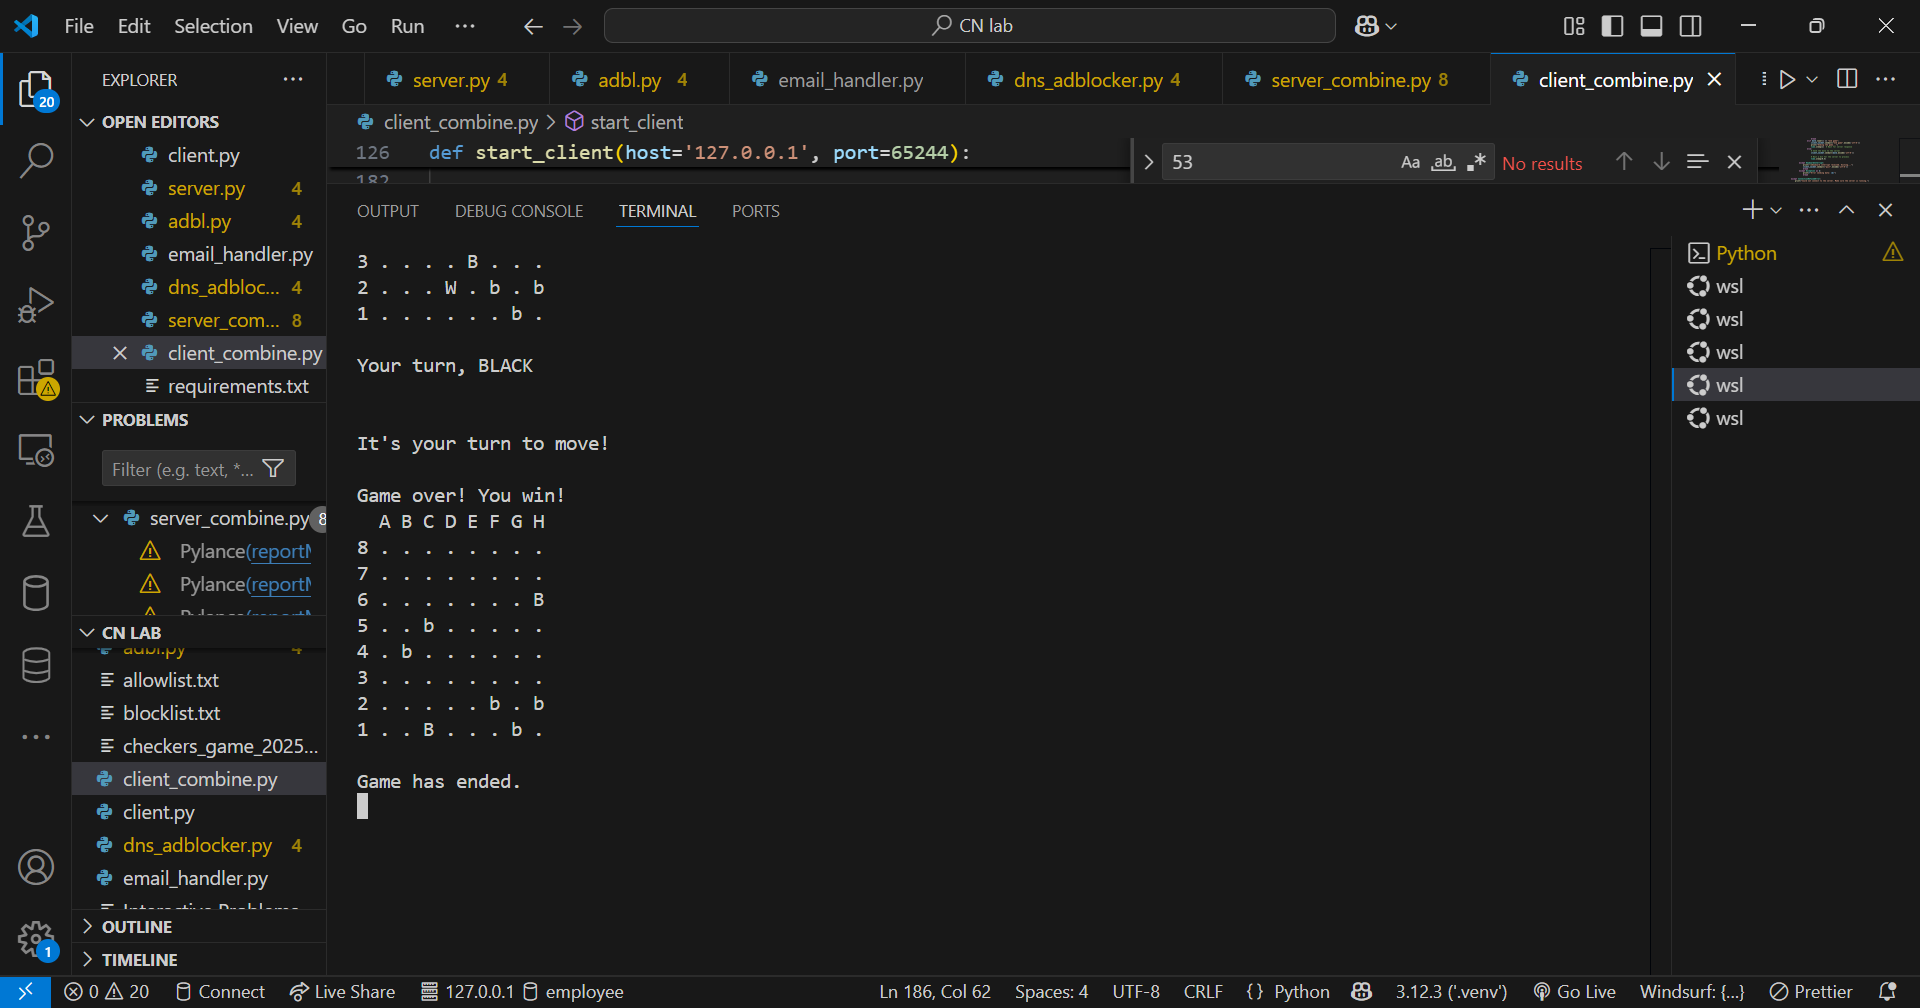 File Edit Selection View Go Run ··· CN lab
EXPLORER ···
server.py 4 adbl.py 4 email_handler.py dns_adblocker.py 4 server_combine.py 8 client_combine.py
20
OPEN EDITORS
client.py
server.py 4
adbl.py 4
email_handler.py
dns_adbloc... 4
server_com... 8
client_combine.py
requirements.txt
PROBLEMS
Filter (e.g. text, *...
server_combine.py 8
Pylance(reportM
Pylance(reportM
CN LAB
adbl.py 4
allowlist.txt
blocklist.txt
checkers_game_2025...
client_combine.py
client.py
dns_adblocker.py 4
email_handler.py
OUTLINE
TIMELINE
1
client_combine.py > start_client
126 def start_client(host='127.0.0.1', port=65244):
182
53 Aa ab .* No results
OUTPUT DEBUG CONSOLE TERMINAL PORTS
3 . . . . B . . .
2 . . . W . b . b
1 . . . . . . b .
Your turn, BLACK
It's your turn to move!
Game over! You win!
A B C D E F G H
8 . . . . . . . .
7 . . . . . . . .
6 . . . . . . . B
5 . . b . . . . .
4 . b . . . . . .
3 . . . . . . . .
2 . . . . . b . b
1 . . B . . . b .
Game has ended.
Python
wsl
wsl
wsl
wsl
wsl
0 20 Connect Live Share 127.0.0.1 employee Ln 186, Col 62 Spaces: 4 UTF-8 CRLF {} Python 3.12.3 ('.venv') Go Live Windsurf: {...} Prettier